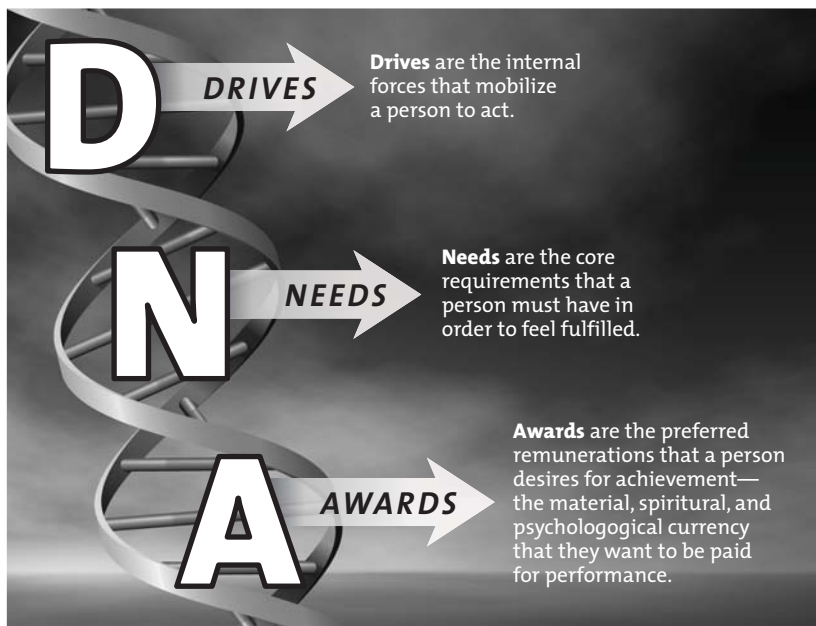 D
DRIVES
Drives are the internal
forces that mobilize
a person to act.
N
NEEDS
Needs are the core
requirements that a
person must have in
order to feel fulfilled.
A
AWARDS
Awards are the preferred
remunerations that a person
desires for achievement—
the material, spiritural, and
psychologogical currency
that they want to be paid
for performance.